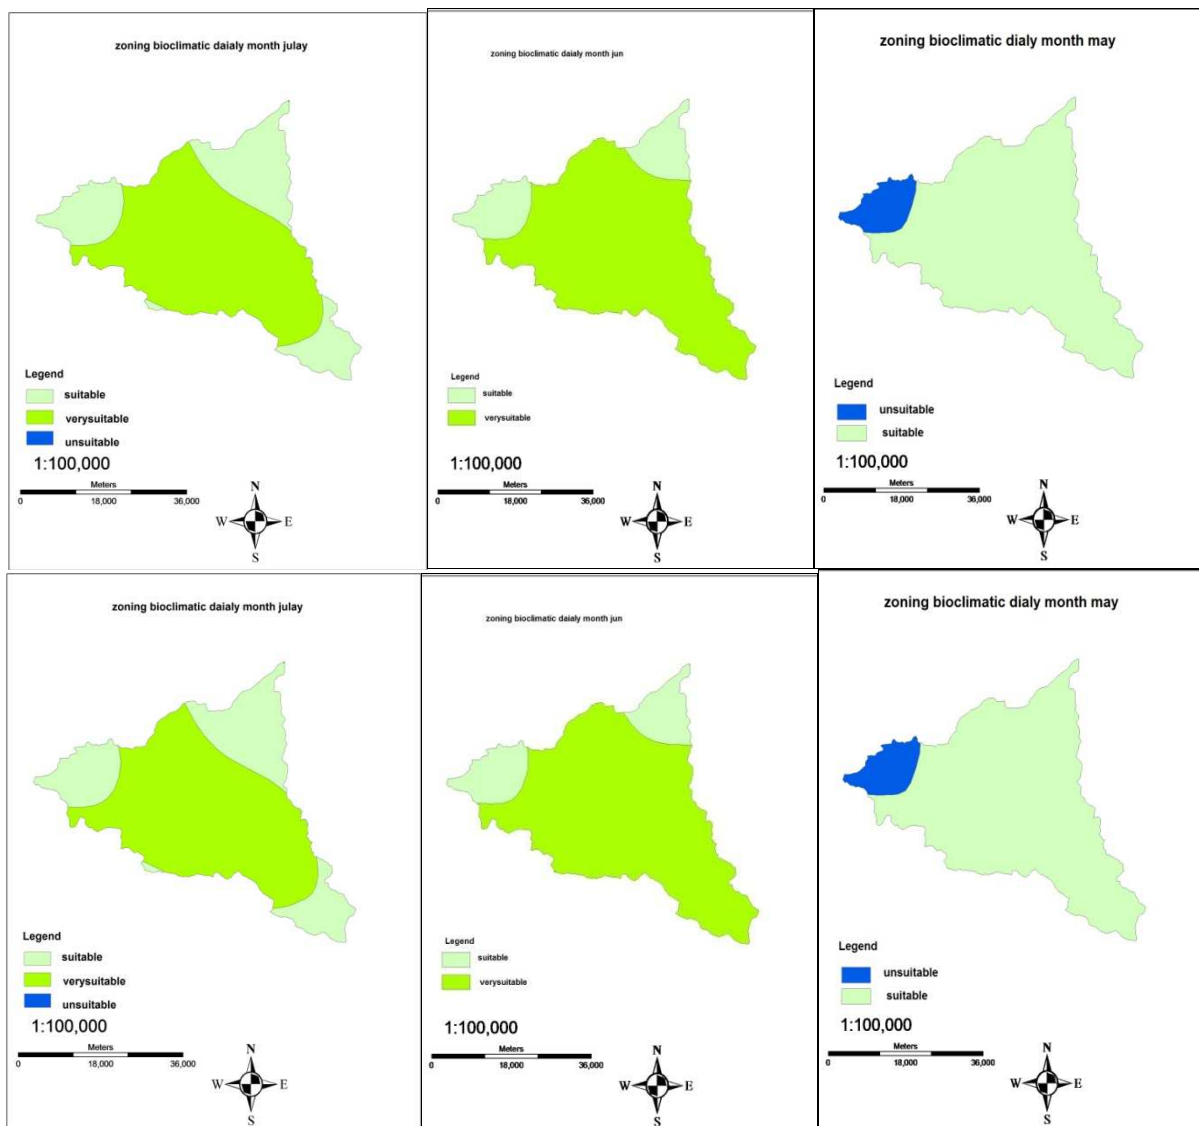 zoning bioclimatic daialy month julay
Legend
suitable
verysuitable
unsuitable
1:100,000
Meters
0 18,000 36,000
N
W E
S
zoning bioclimatic daialy month jun
Legend
suitable
verysuitable
1:100,000
Meters
0 18,000 36,000
N
W E
S
zoning bioclimatic dialy month may
Legend
unsuitable
suitable
1:100,000
Meters
0 18,000 36,000
N
W E
S
zoning bioclimatic daialy month julay
Legend
suitable
verysuitable
unsuitable
1:100,000
Meters
0 18,000 36,000
N
W E
S
zoning bioclimatic daialy month jun
Legend
suitable
verysuitable
1:100,000
Meters
0 18,000 36,000
N
W E
S
zoning bioclimatic dialy month may
Legend
unsuitable
suitable
1:100,000
Meters
0 18,000 36,000
N
W E
S